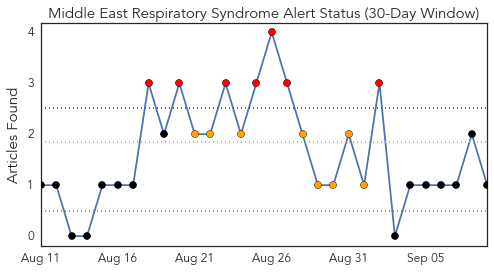 Middle East Respiratory Syndrome Alert Status (30-Day Window)
Articles Found
4
3
2
1
0
Aug 11 Aug 16 Aug 21 Aug 26 Aug 31 Sep 05